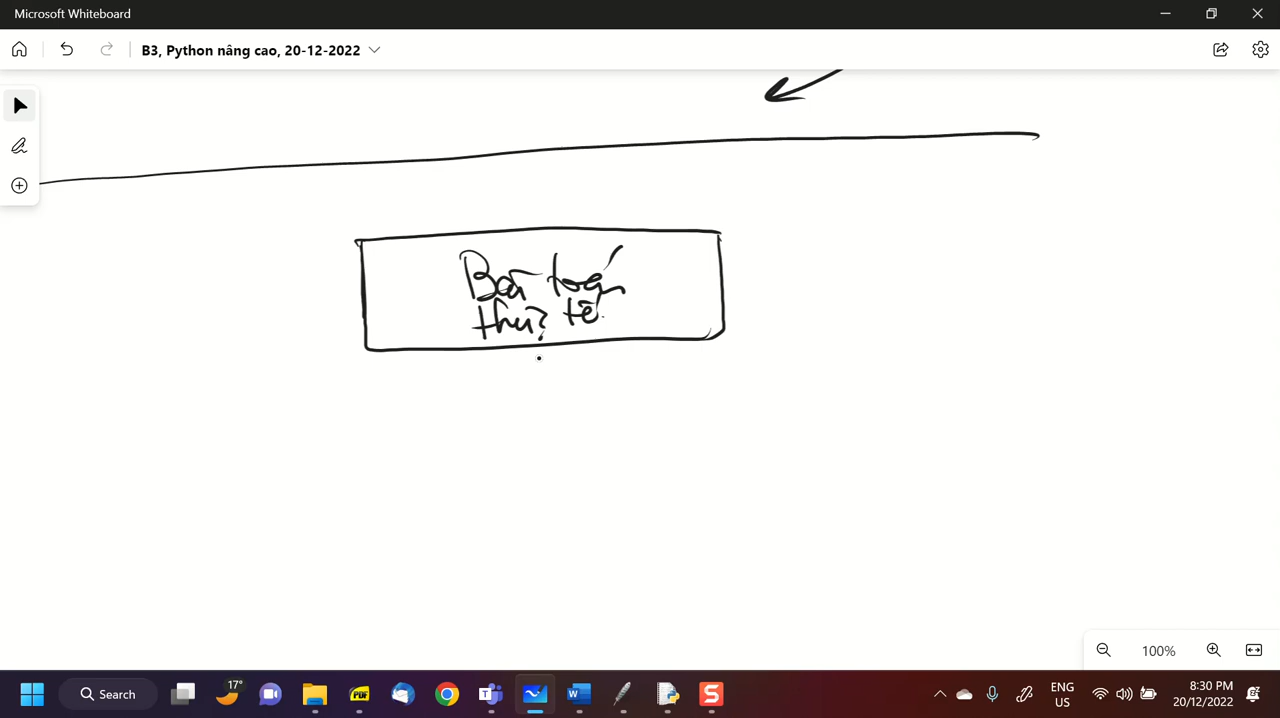 Microsoft Whiteboard
B3, Python nâng cao, 20-12-2022
Bài toán
thực tế
100%
17°
Search
PDF
W
S
ENG
US
8:30 PM
20/12/2022